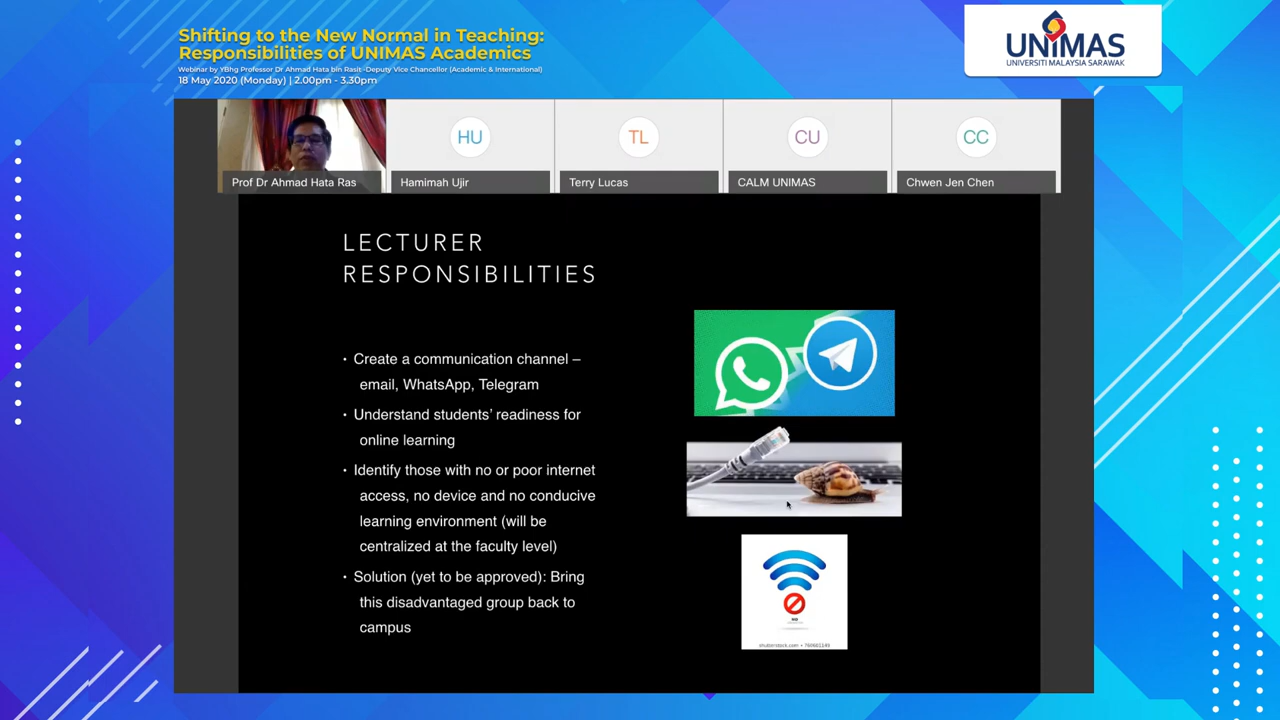 Shifting to the New Normal in Teaching:
Responsibilities of UNIMAS Academics
Webinar by YBhg Professor Dr Ahmad Hata bin Rasit -Deputy Vice Chancellor (Academic & International)
18 May 2020 (Monday) | 2.00pm - 3.30pm
UNIMAS
UNIVERSITI MALAYSIA SARAWAK
HU
TL
CU
CC
Prof Dr Ahmad Hata Ras
Hamimah Ujir
Terry Lucas
CALM UNIMAS
Chwen Jen Chen
LECTURER
RESPONSIBILITIES
• Create a communication channel –
email, WhatsApp, Telegram
• Understand students’ readiness for
online learning
• Identify those with no or poor internet
access, no device and no conducive
learning environment (will be
centralized at the faculty level)
• Solution (yet to be approved): Bring
this disadvantaged group back to
campus